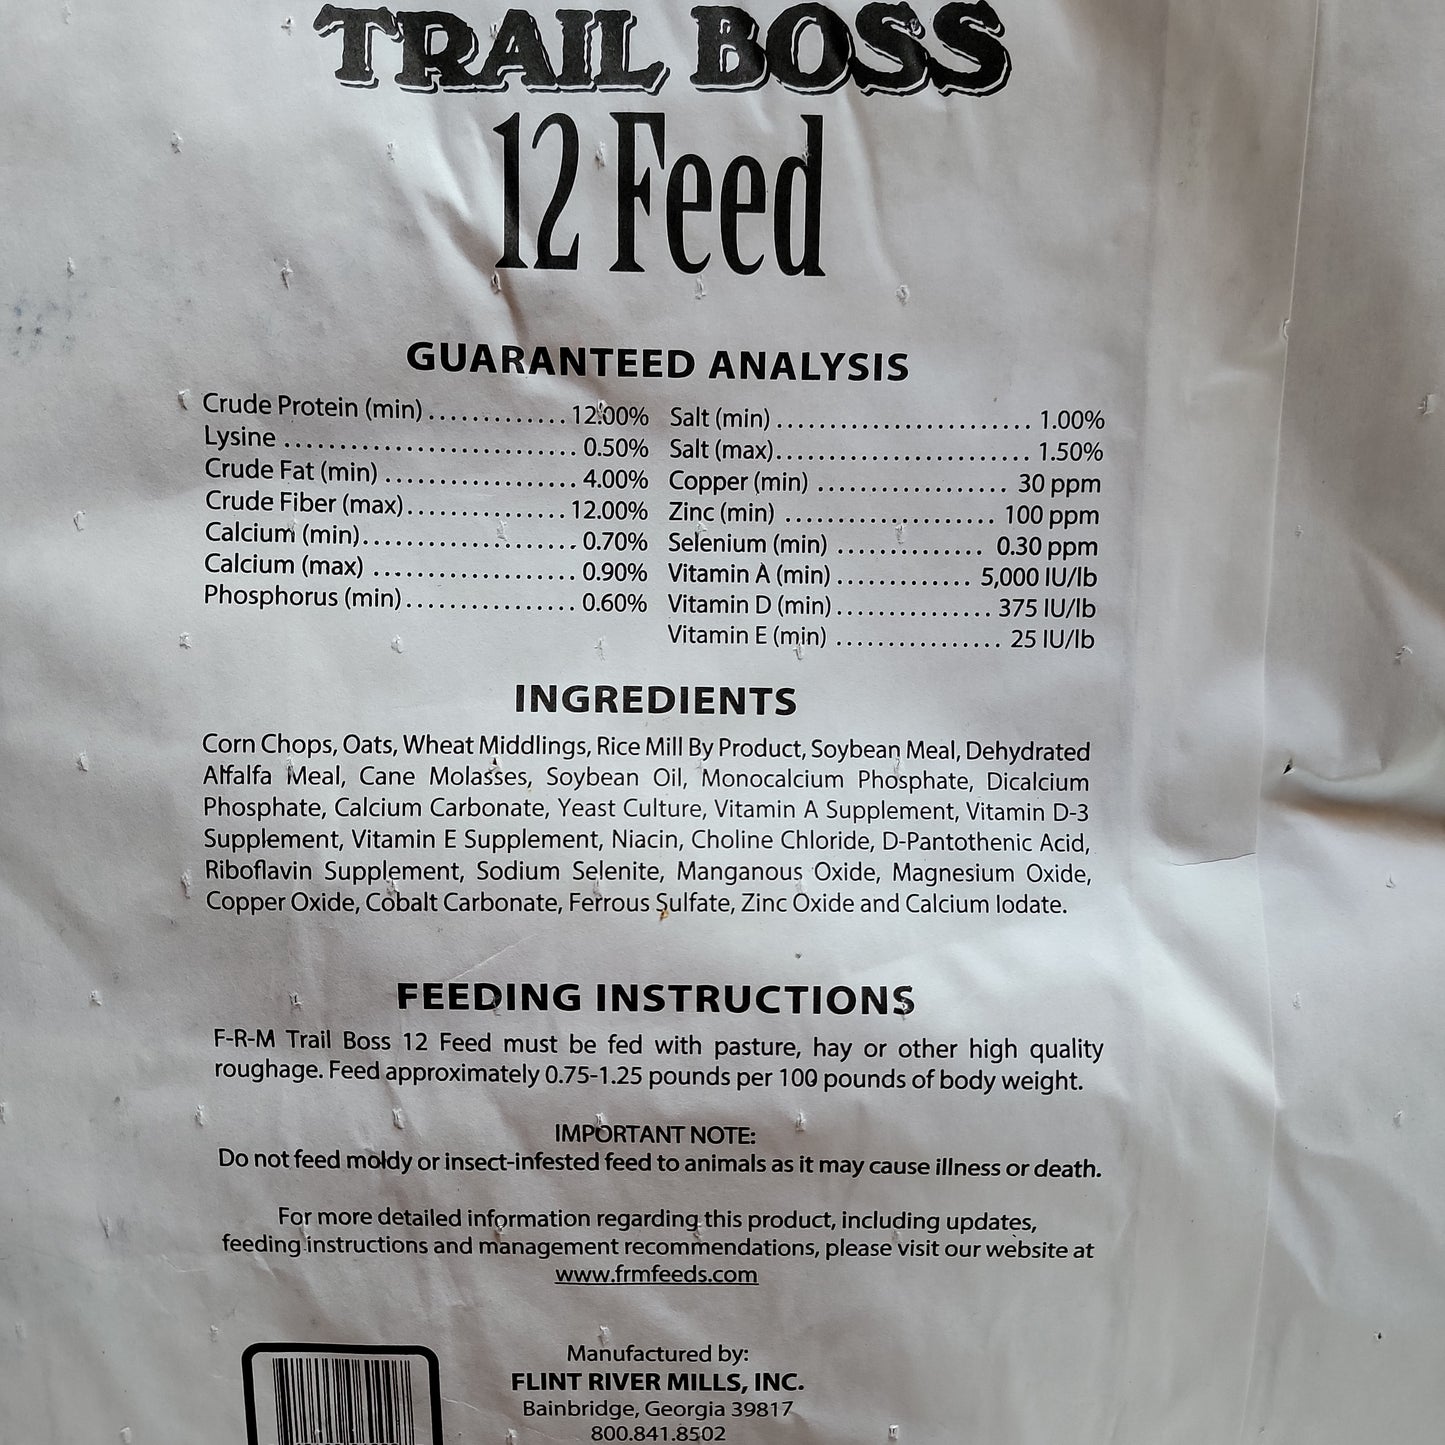 TRAIL BOSS
12 Feed
GUARANTEED ANALYSIS
Crude Protein (min) ............. 12.00%
Lysine ............................ 0.50%
Crude Fat (min) .................. 4.00%
Crude Fiber (max)............... 12.00%
Calcium (min).................... 0.70%
Calcium (max) ................... 0.90%
Phosphorus (min)................ 0.60%
Salt (min) ........................ 1.00%
Salt (max)........................ 1.50%
Copper (min) .................. 30 ppm
Zinc (min) .................... 100 ppm
Selenium (min) .............. 0.30 ppm
Vitamin A (min) ............. 5,000 IU/lb
Vitamin D (min) ............... 375 IU/lb
Vitamin E (min) ................ 25 IU/lb
INGREDIENTS
Corn Chops, Oats, Wheat Middlings, Rice Mill By Product, Soybean Meal, Dehydrated
Alfalfa Meal, Cane Molasses, Soybean Oil, Monocalcium Phosphate, Dicalcium
Phosphate, Calcium Carbonate, Yeast Culture, Vitamin A Supplement, Vitamin D-3
Supplement, Vitamin E Supplement, Niacin, Choline Chloride, D-Pantothenic Acid,
Riboflavin Supplement, Sodium Selenite, Manganous Oxide, Magnesium Oxide,
Copper Oxide, Cobalt Carbonate, Ferrous Sulfate, Zinc Oxide and Calcium Iodate.
FEEDING INSTRUCTIONS
F-R-M Trail Boss 12 Feed must be fed with pasture, hay or other high quality
roughage. Feed approximately 0.75-1.25 pounds per 100 pounds of body weight.
IMPORTANT NOTE:
Do not feed moldy or insect-infested feed to animals as it may cause illness or death.
For more detailed information regarding this product, including updates,
feeding instructions and management recommendations, please visit our website at
www.frmfeeds.com
Manufactured by:
FLINT RIVER MILLS, INC.
Bainbridge, Georgia 39817
800.841.8502